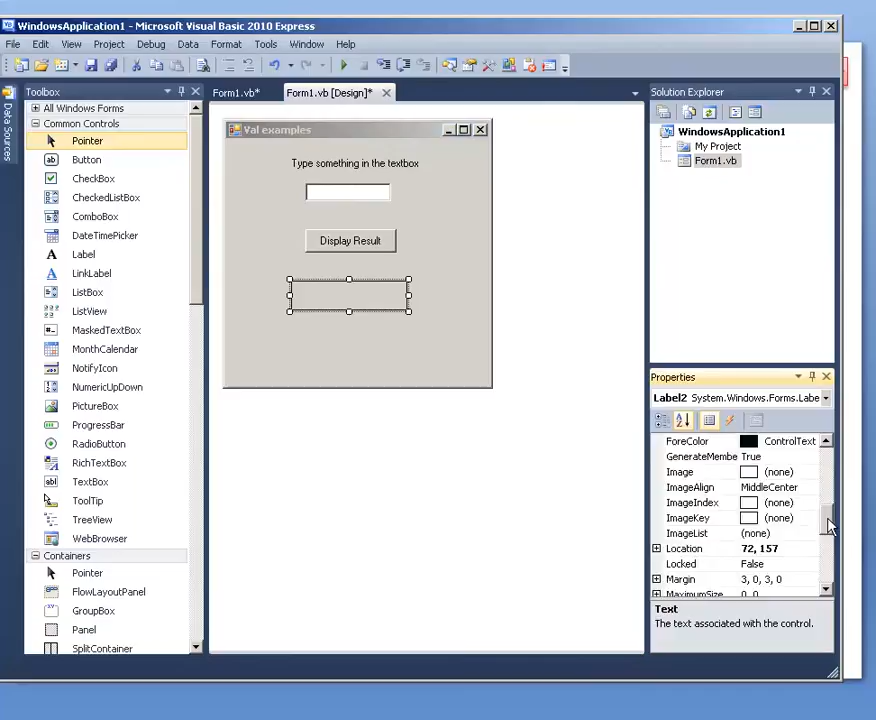 WindowsApplication1 - Microsoft Visual Basic 2010 Express
File Edit View Project Debug Data Format Tools Window Help
Data Sources
Toolbox
All Windows Forms
Common Controls
Pointer
Button
CheckBox
CheckedListBox
ComboBox
DateTimePicker
Label
LinkLabel
ListBox
ListView
MaskedTextBox
MonthCalendar
NotifyIcon
NumericUpDown
PictureBox
ProgressBar
RadioButton
RichTextBox
TextBox
ToolTip
TreeView
WebBrowser
Containers
Pointer
FlowLayoutPanel
GroupBox
Panel
SplitContainer
Form1.vb* Form1.vb [Design]*
Val examples
Type something in the textbox
Display Result
Solution Explorer
WindowsApplication1
My Project
Form1.vb
Properties
Label2 System.Windows.Forms.Labe
ForeColor ControlText
GenerateMembe True
Image (none)
ImageAlign MiddleCenter
ImageIndex (none)
ImageKey (none)
ImageList (none)
Location 72, 157
Locked False
Margin 3, 0, 3, 0
MaximumSize 0, 0
Text
The text associated with the control.